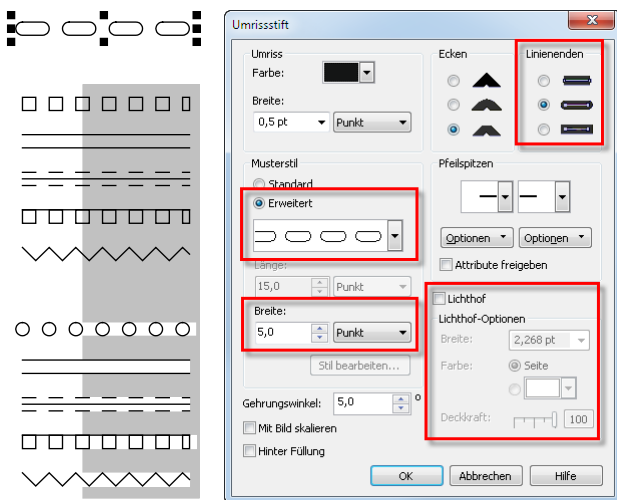 Umrissstift
Umriss
Farbe:
Breite:
0,5 pt Punkt
Ecken
Linienenden
Musterstil
Standard
Erweitert
Länge:
15,0 Punkt
Breite:
5,0 Punkt
Stil bearbeiten...
Gehrungswinkel: 5,0 °
Mit Bild skalieren
Hinter Füllung
Pfeilspitzen
Optionen Optionen
Attribute freigeben
Lichthof
Lichthof-Optionen
Breite: 2,268 pt
Farbe: Seite
Deckkraft: 100
OK Abbrechen Hilfe